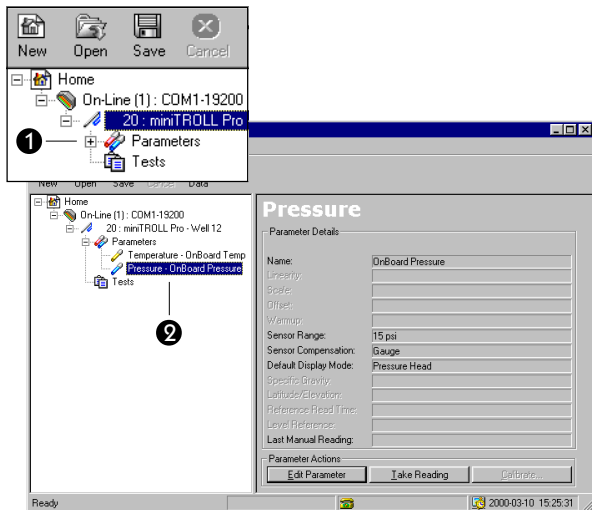 New Open Save Cancel
Home
On-Line (1) : COM1-19200
20 : miniTROLL Pro
1
Parameters
Tests
New Open Save Cancel Data
Home
On-Line (1) : COM1-19200
20 : miniTROLL Pro - Well 12
Parameters
Temperature - OnBoard Temp
Pressure - OnBoard Pressure
Tests
2
Pressure
Parameter Details
Name: OnBoard Pressure
Linearity:
Scale:
Offset:
Warmup:
Sensor Range: 15 psi
Sensor Compensation: Gauge
Default Display Mode: Pressure Head
Specific Gravity:
Latitude/Elevation:
Reference Read Time:
Level Reference:
Last Manual Reading:
Parameter Actions
Edit Parameter Take Reading Calibrate...
Ready 2000-03-10 15:25:31